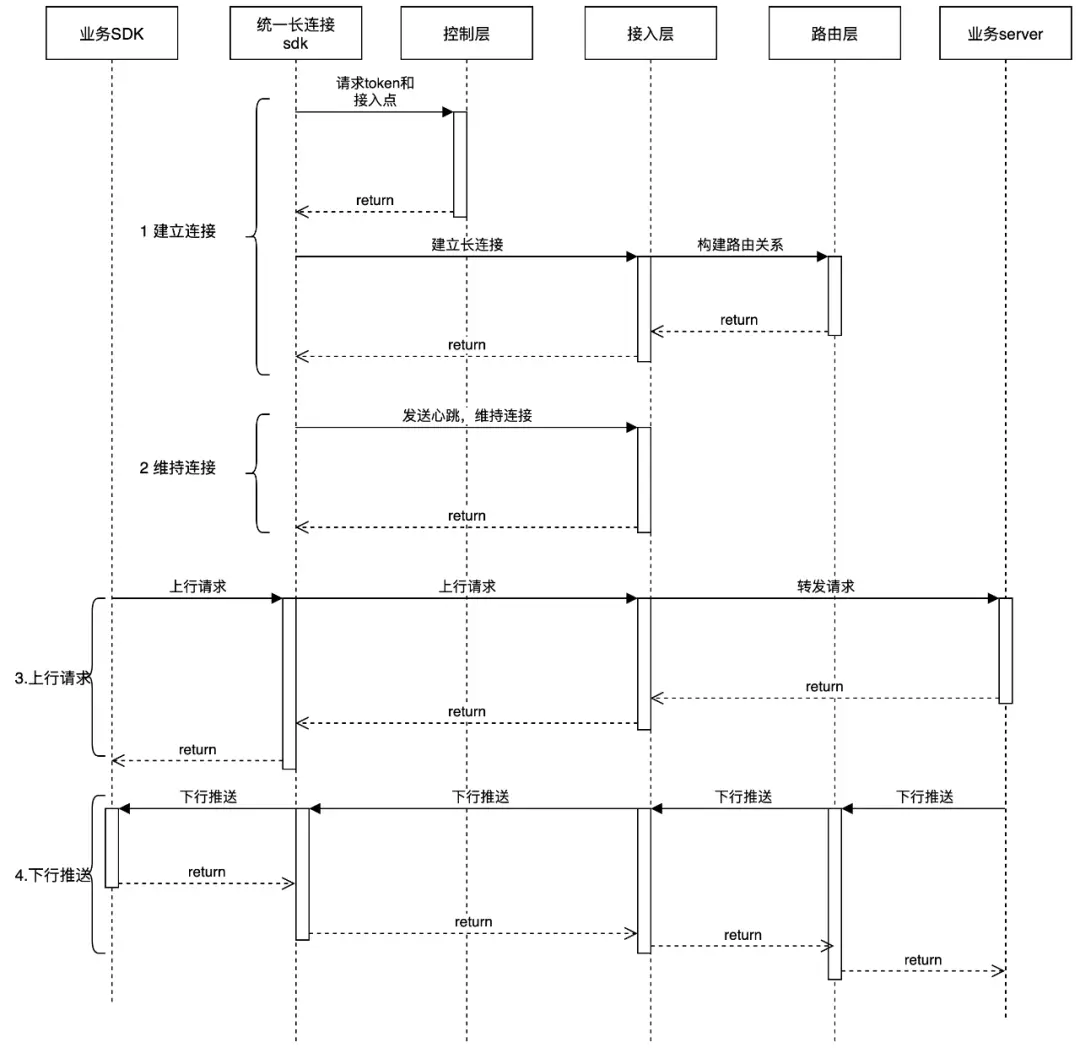 业务SDK
统一长连接
sdk
控制层
接入层
路由层
业务server
请求token和
接入点
return
1 建立连接
建立长连接
构建路由关系
return
return
发送心跳，维持连接
2 维持连接
return
上行请求
上行请求
转发请求
3.上行请求
return
return
return
下行推送
下行推送
下行推送
下行推送
4.下行推送
return
return
return
return